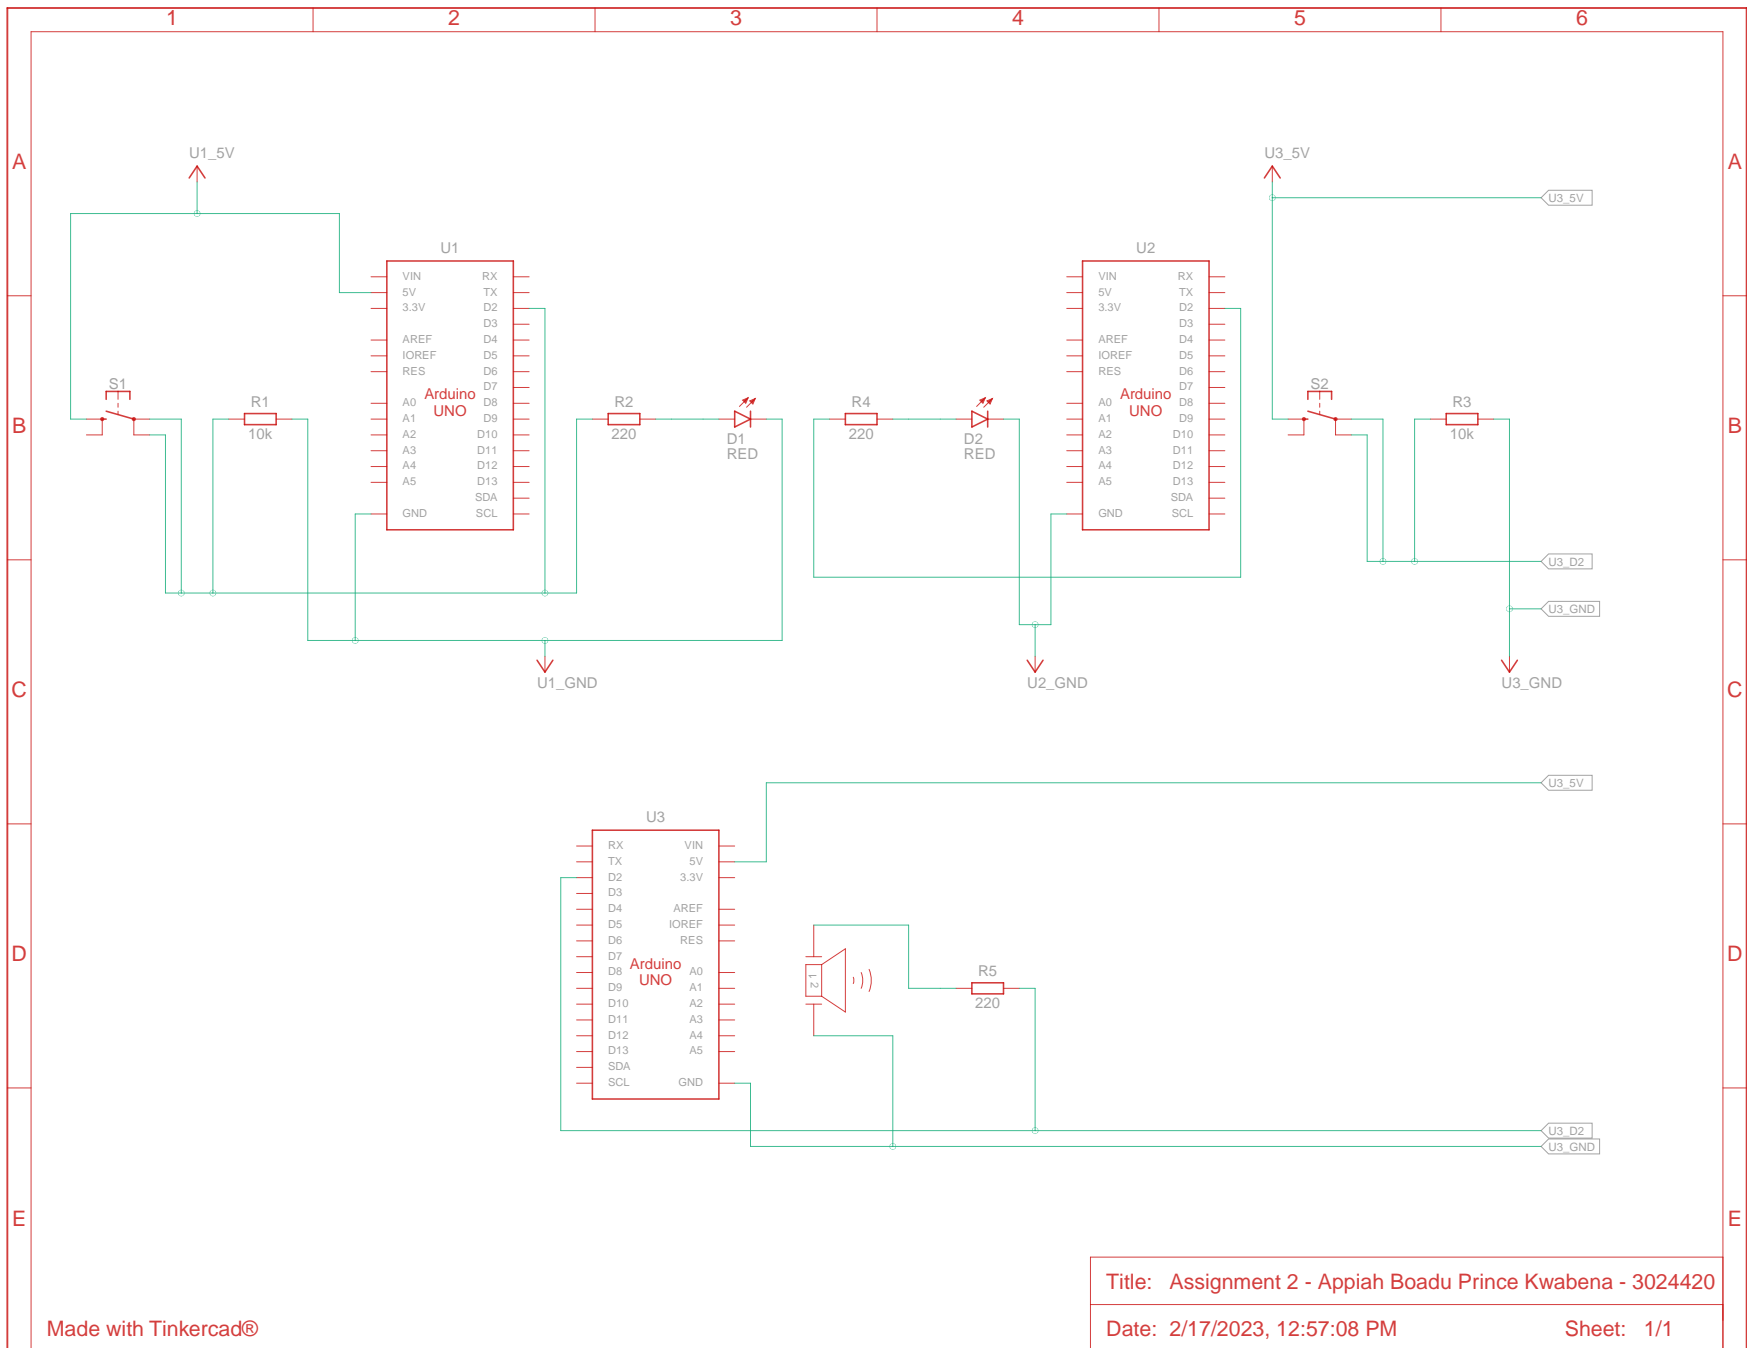 1 2 3 4 5 6
A A
U1_5V
U3_5V
U3_5V
U1
VIN RX
5V TX
3.3V D2
D3
AREF D4
IOREF D5
RES D6
D7
A0 D8
A1 D9
A2 D10
A3 D11
A4 D12
A5 D13
SDA
GND SCL
Arduino
UNO
U2
VIN RX
5V TX
3.3V D2
D3
AREF D4
IOREF D5
RES D6
D7
A0 D8
A1 D9
A2 D10
A3 D11
A4 D12
A5 D13
SDA
GND SCL
Arduino
UNO
B B
S1
R1
10k
R2
220
D1
RED
R4
220
D2
RED
S2
R3
10k
U3_D2
U3_GND
C C
U1_GND
U2_GND
U3_GND
U3_5V
U3
RX VIN
TX 5V
D2 3.3V
D3
D4 AREF
D5 IOREF
D6 RES
D7
D8 A0
D9 A1
D10 A2
D11 A3
D12 A4
D13 A5
SDA
SCL GND
Arduino
UNO
D D
1 2
R5
220
U3_D2
U3_GND
E E
Title: Assignment 2 - Appiah Boadu Prince Kwabena - 3024420
Made with Tinkercad®
Date: 2/17/2023, 12:57:08 PM Sheet: 1/1